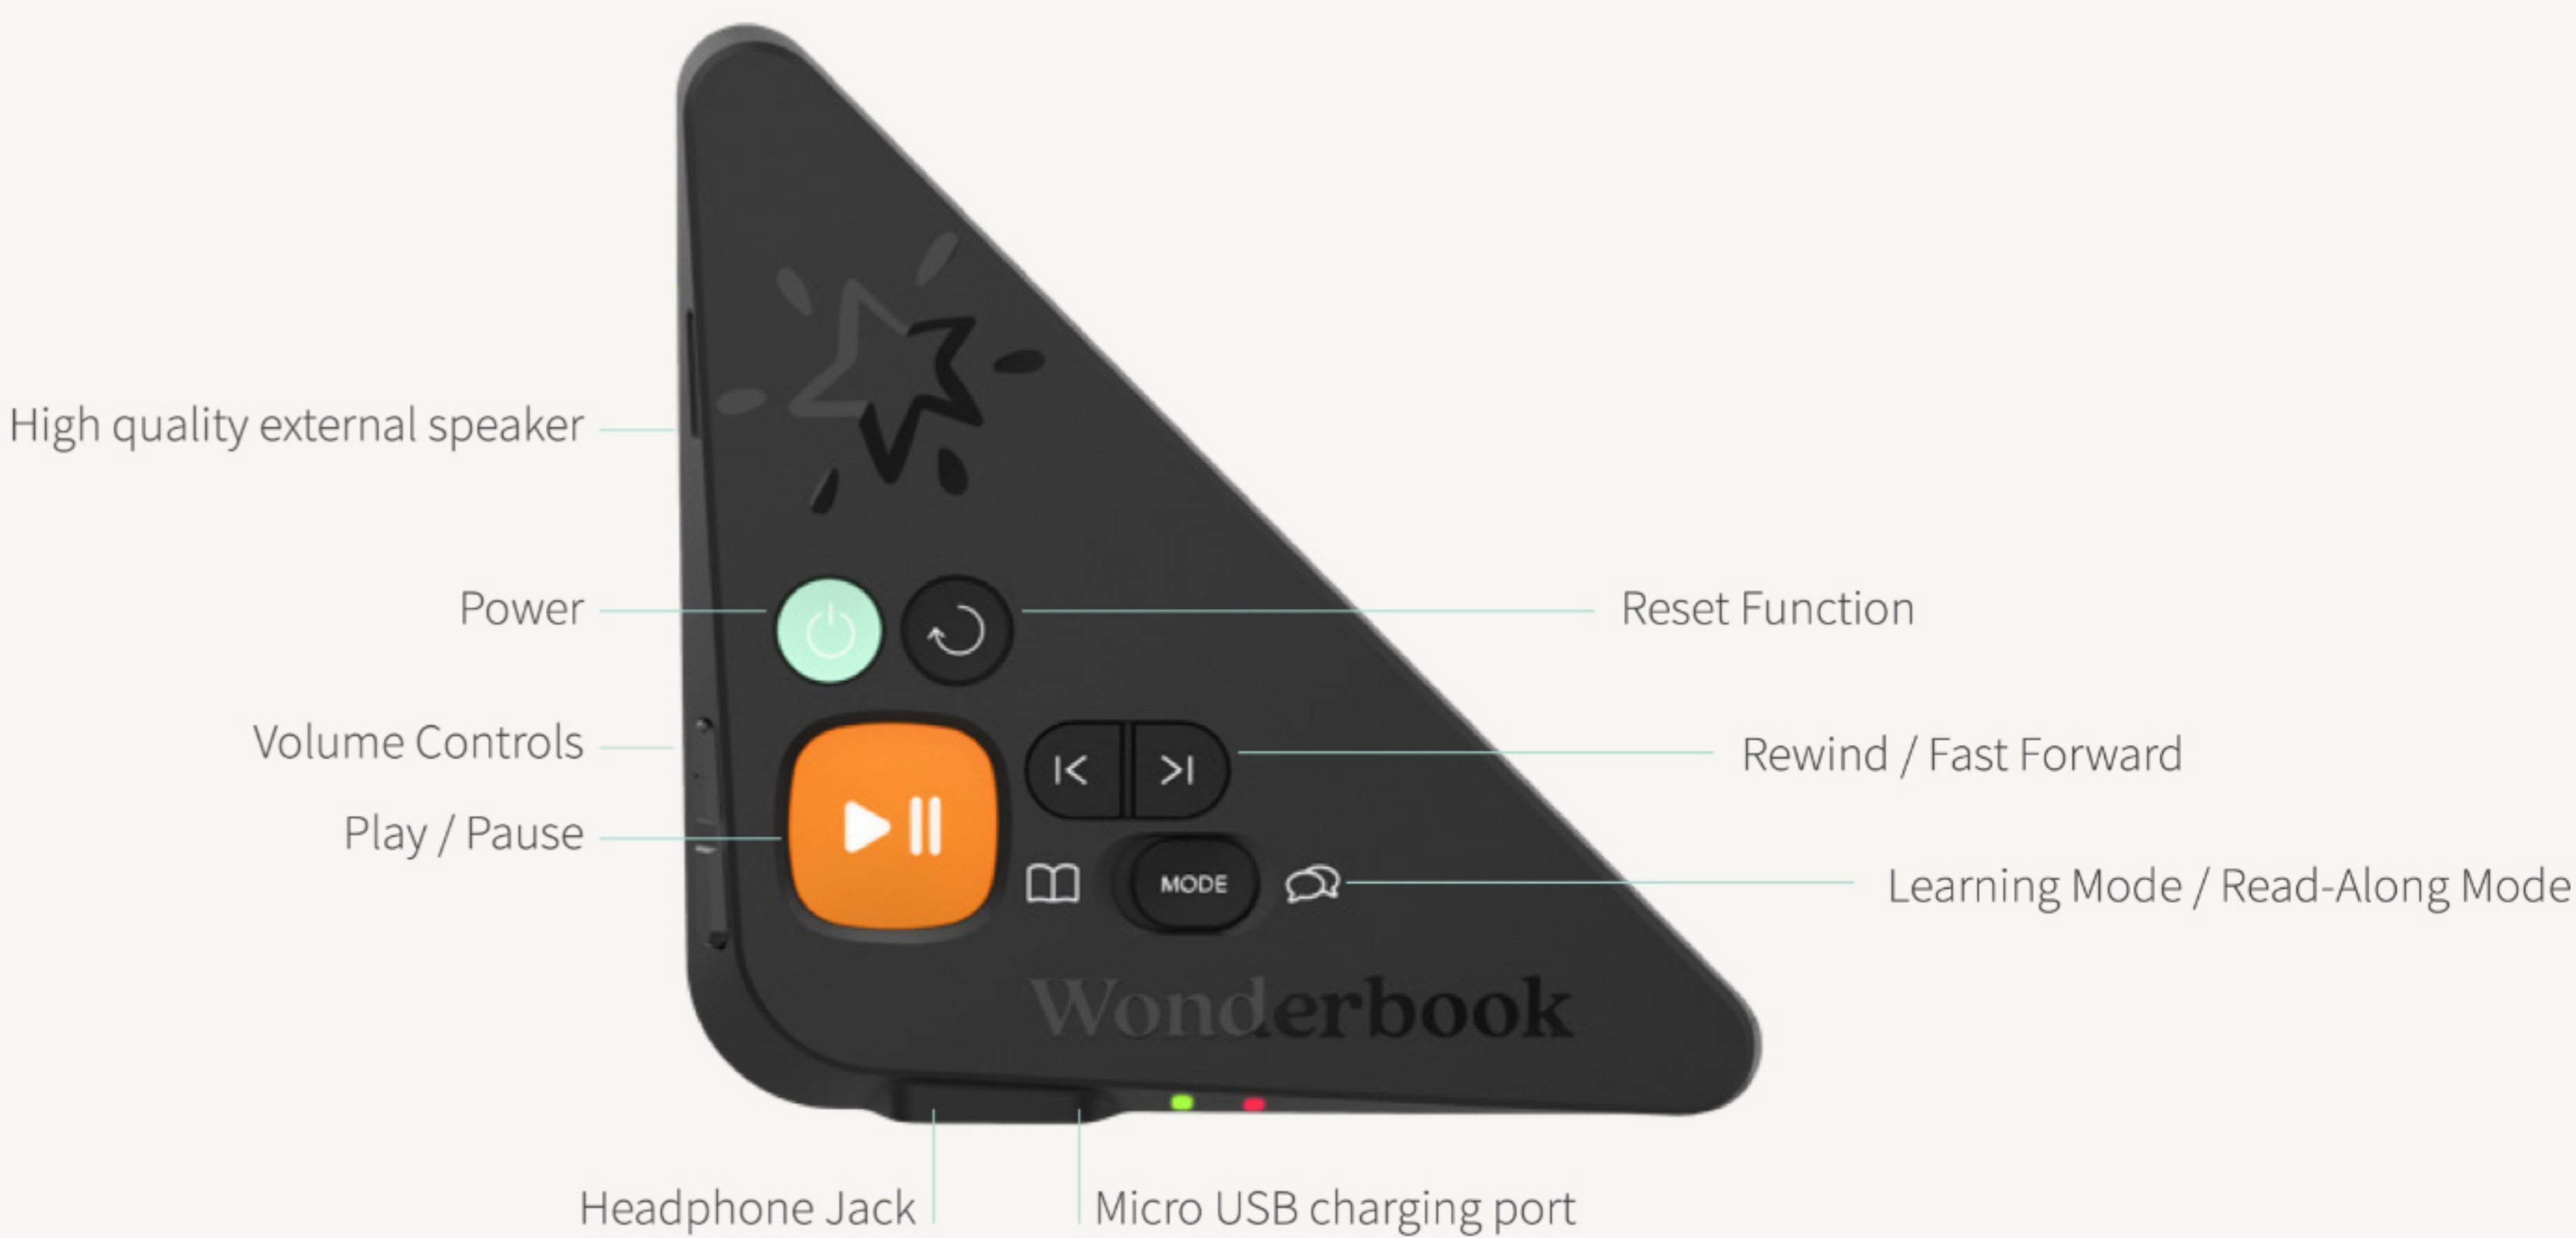 High quality external speaker
Power
Reset Function
Volume Controls
Rewind / Fast Forward
Play / Pause
MODE
Learning Mode / Read-Along Mode
Wonderbook
Headphone Jack
Micro USB charging port